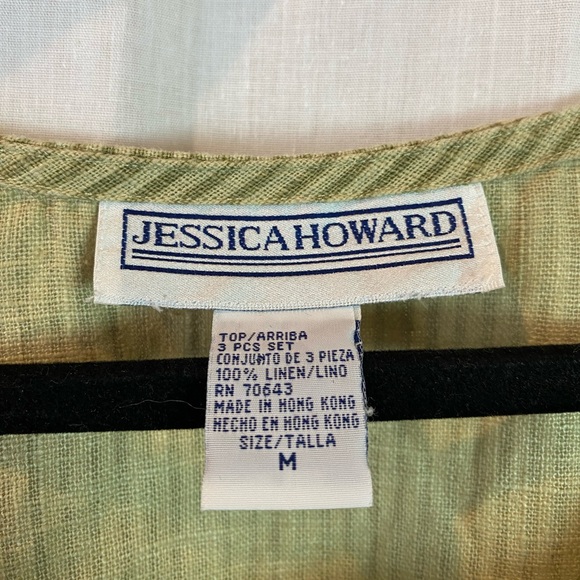 JESSICA HOWARD
TOP/ARRIBA
3 PCS SET
CONJUNTO DE 3 PIEZA
100% LINEN/LINO
RN 70643
MADE IN HONG KONG
HECHO EN HONG KONG
SIZE/TALLA
M